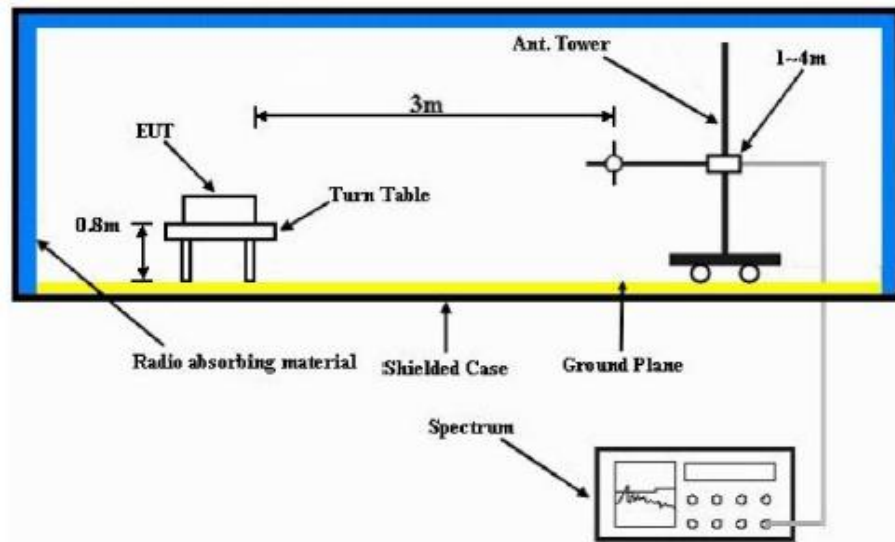 Ant. Tower
1~4m
3m
EUT
Turn Table
0.8m
Radio absorbing material
Shielded Case
Ground Plane
Spectrum